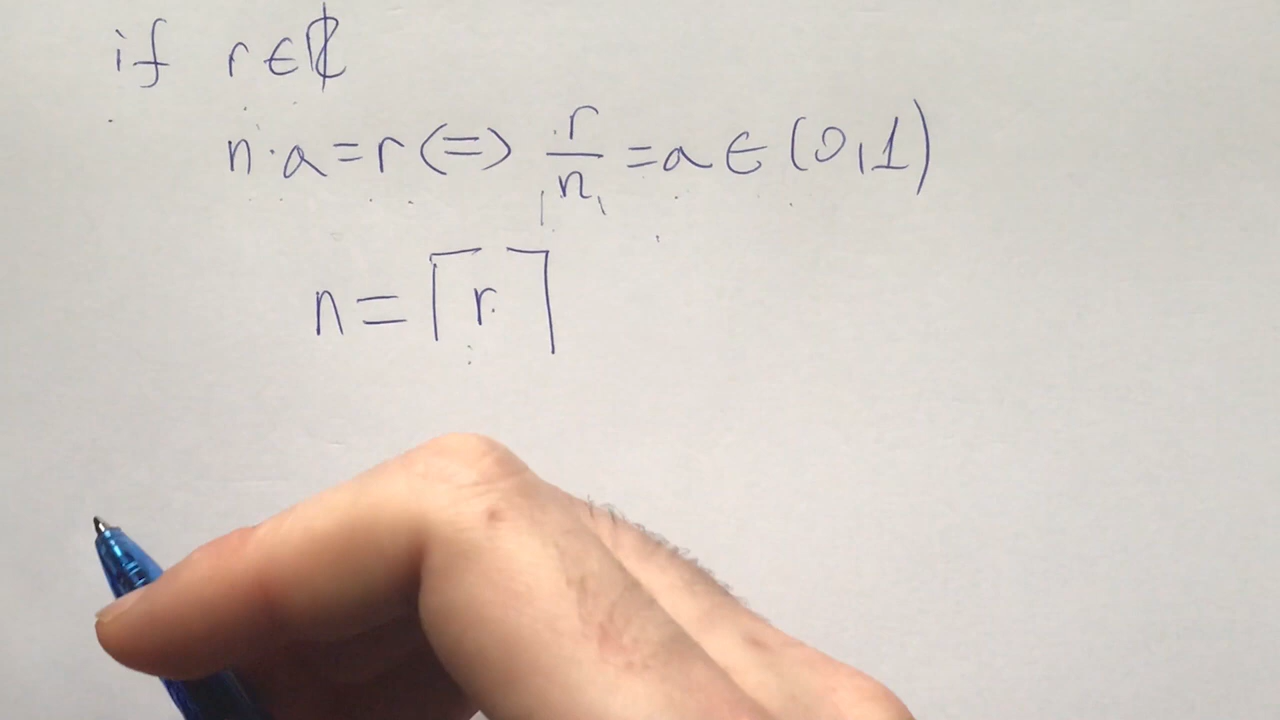 if r ∈ ℝ
n·a = r (=) r/n = a ∈ (0,1)
n = ⌈r⌉